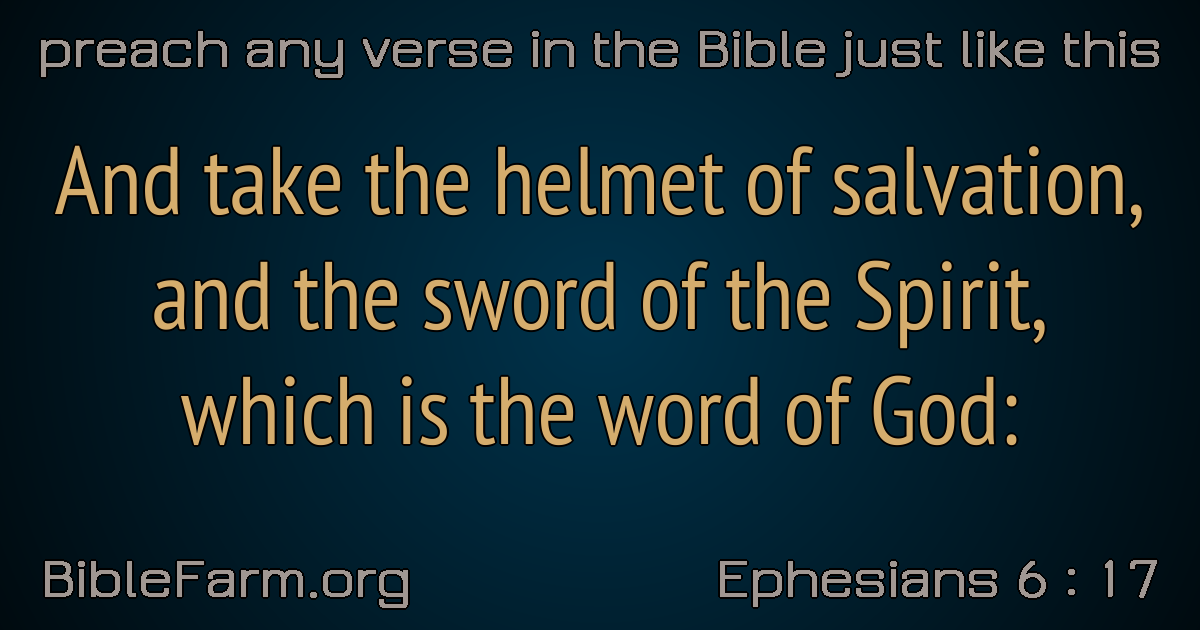 preach any verse in the Bible just like this
And take the helmet of salvation,
and the sword of the Spirit,
which is the word of God:
BibleFarm.org
Ephesians 6 : 17